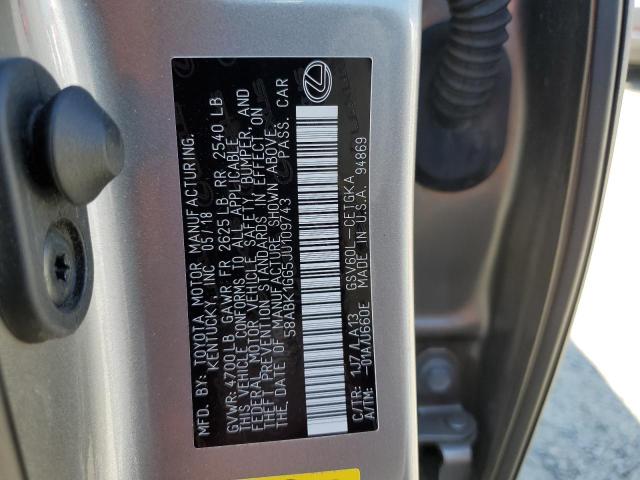 MFD. BY: TOYOTA MOTOR MANUFACTURING,
KENTUCKY, INC 05/18
GVWR: 4700LB GAWR FR 2625 LB RR 2540 LB
THIS VEHICLE CONFORMS TO ALL APPLICABLE
FEDERAL MOTOR VEHICLE SAFETY, BUMPER, AND
THEFT PREVENTION STANDARDS IN EFFECT ON
THE. DATE OF MANUFACTURE SHOWN ABOVE.
58ABK1GG5JU109743 PASS. CAR
C/TR: 1J7/LA13 GSV60L-CETGKA
A/TM: -01A/U660E MADE IN U.S.A. 94869